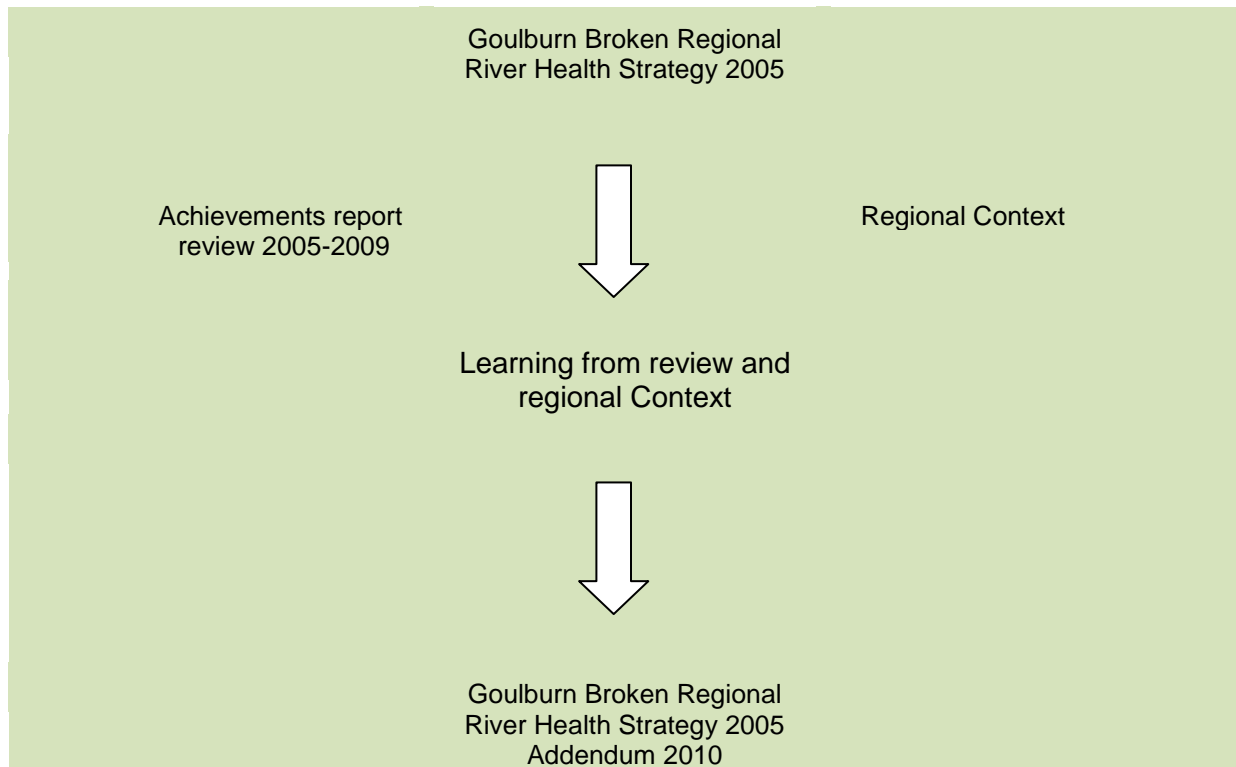 Goulburn Broken Regional
River Health Strategy 2005
Achievements report
review 2005-2009
Regional Context
Learning from review and
regional Context
Goulburn Broken Regional
River Health Strategy 2005
Addendum 2010